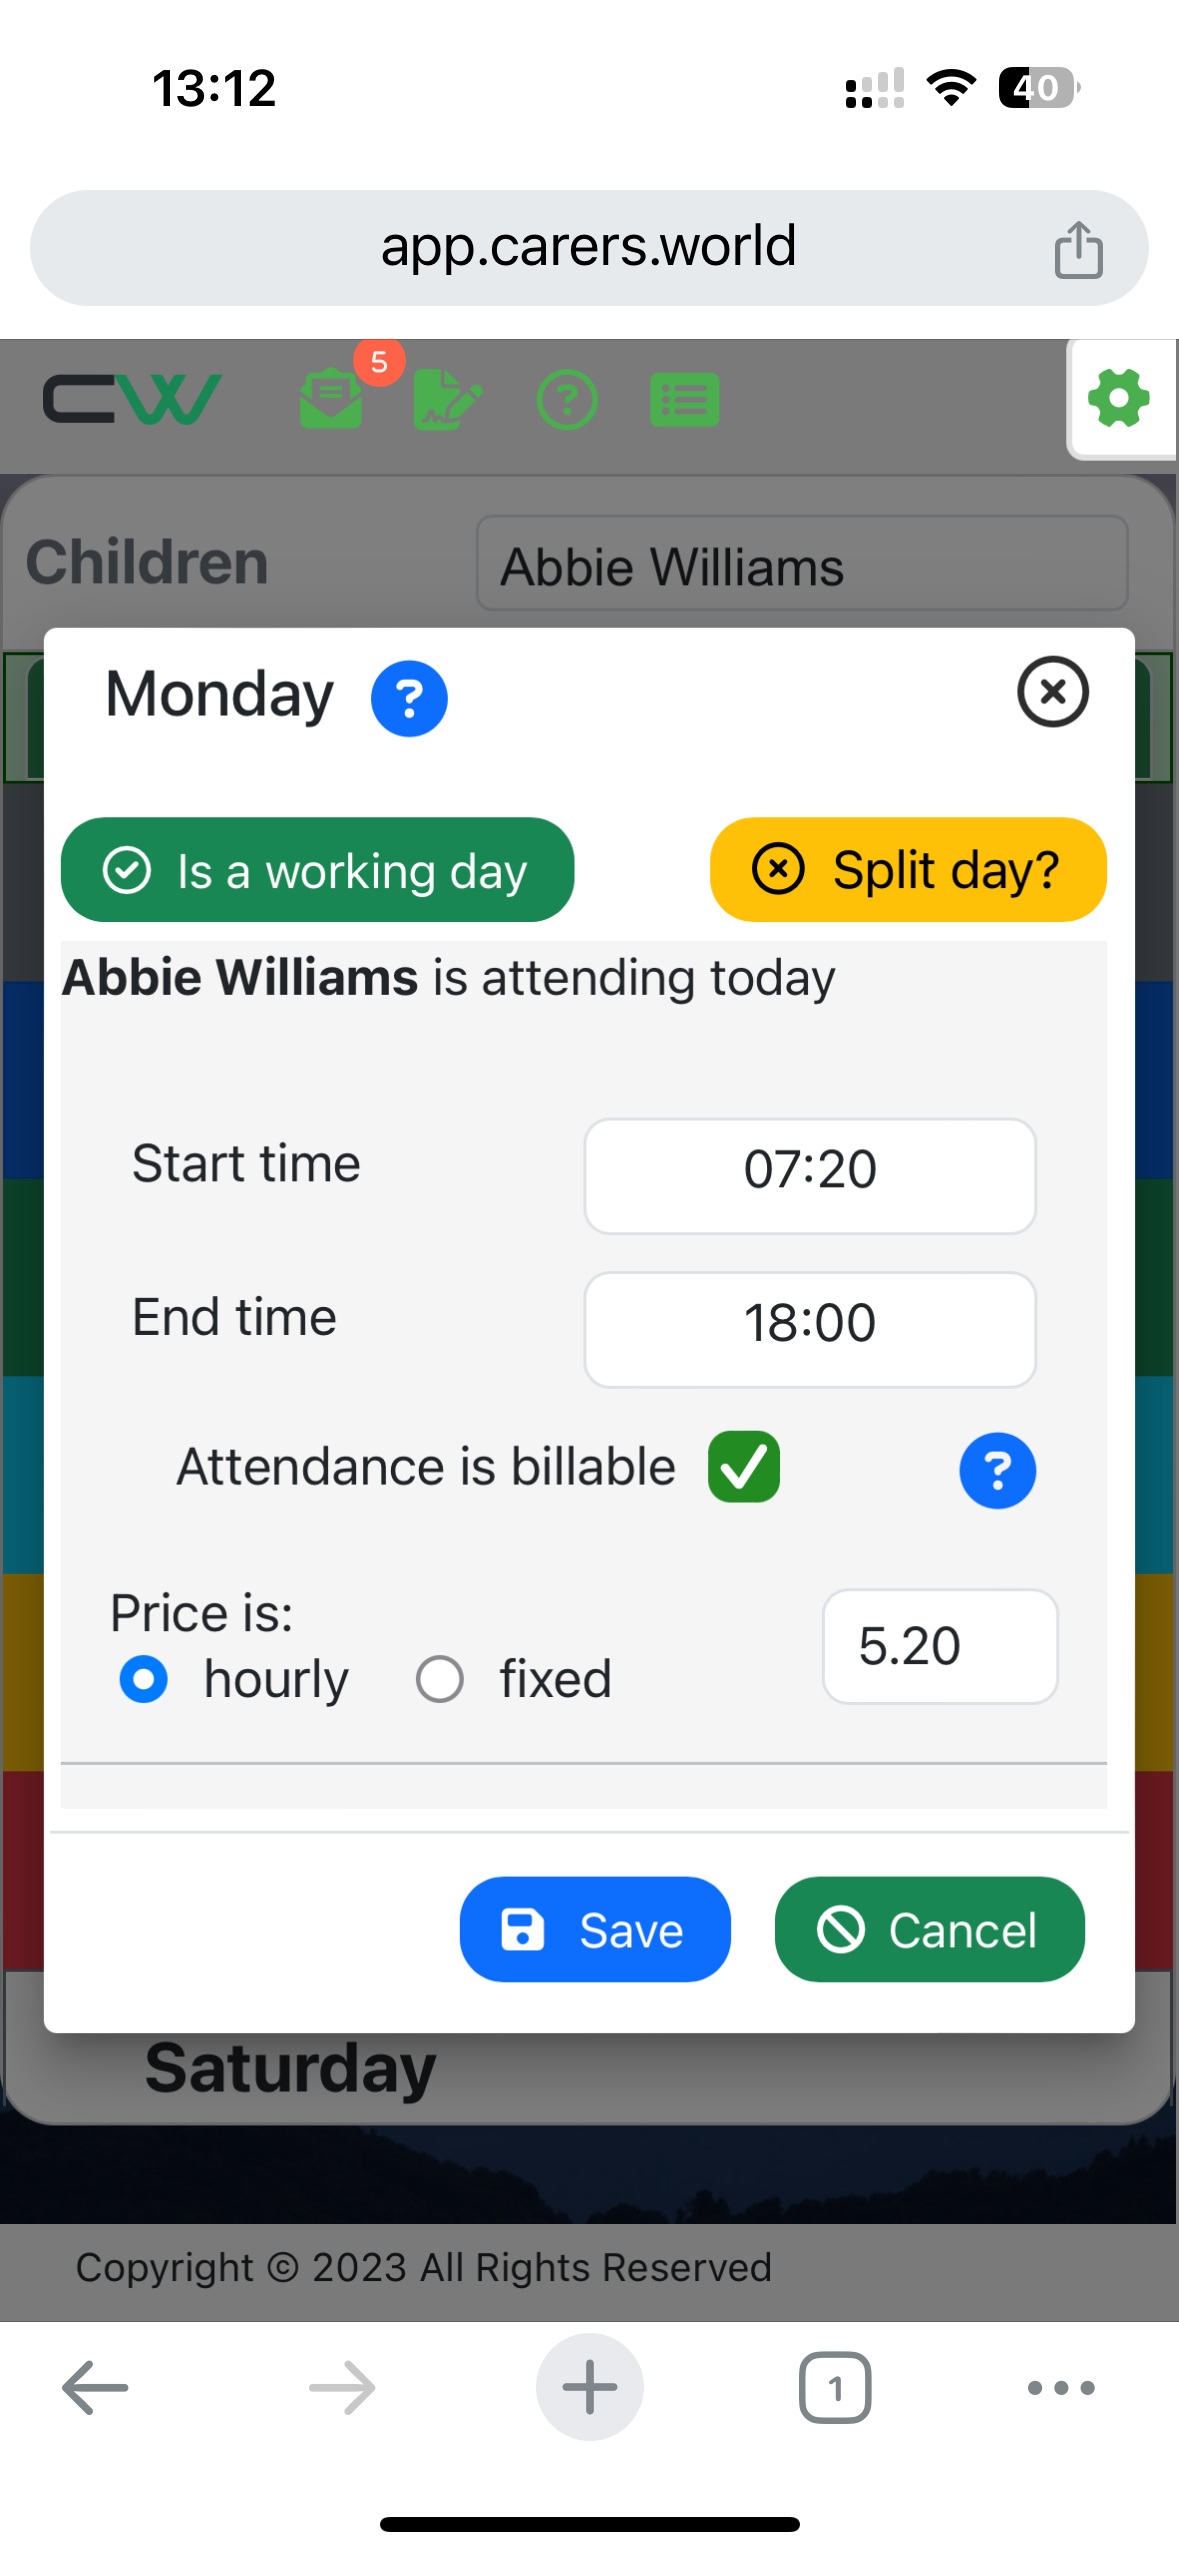 13:12
40
app.carers.world
CW
5
Children
Abbie Williams
Monday
Is a working day
Split day?
Abbie Williams is attending today
Start time
07:20
End time
18:00
Attendance is billable
Price is:
5.20
hourly
fixed
Save
Cancel
Saturday
Copyright © 2023 All Rights Reserved
1